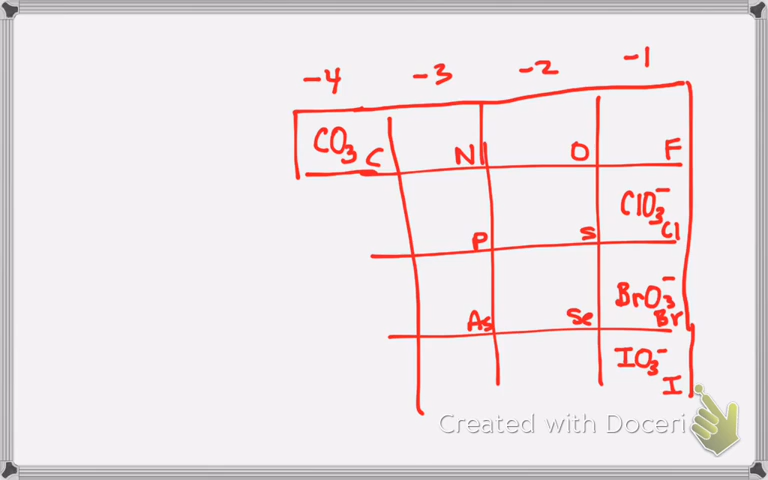 -4 -3 -2 -1
CO₃ C N O F
ClO₃⁻
P S Cl
BrO₃⁻
As Se Br
IO₃⁻
I
Created with Doceri